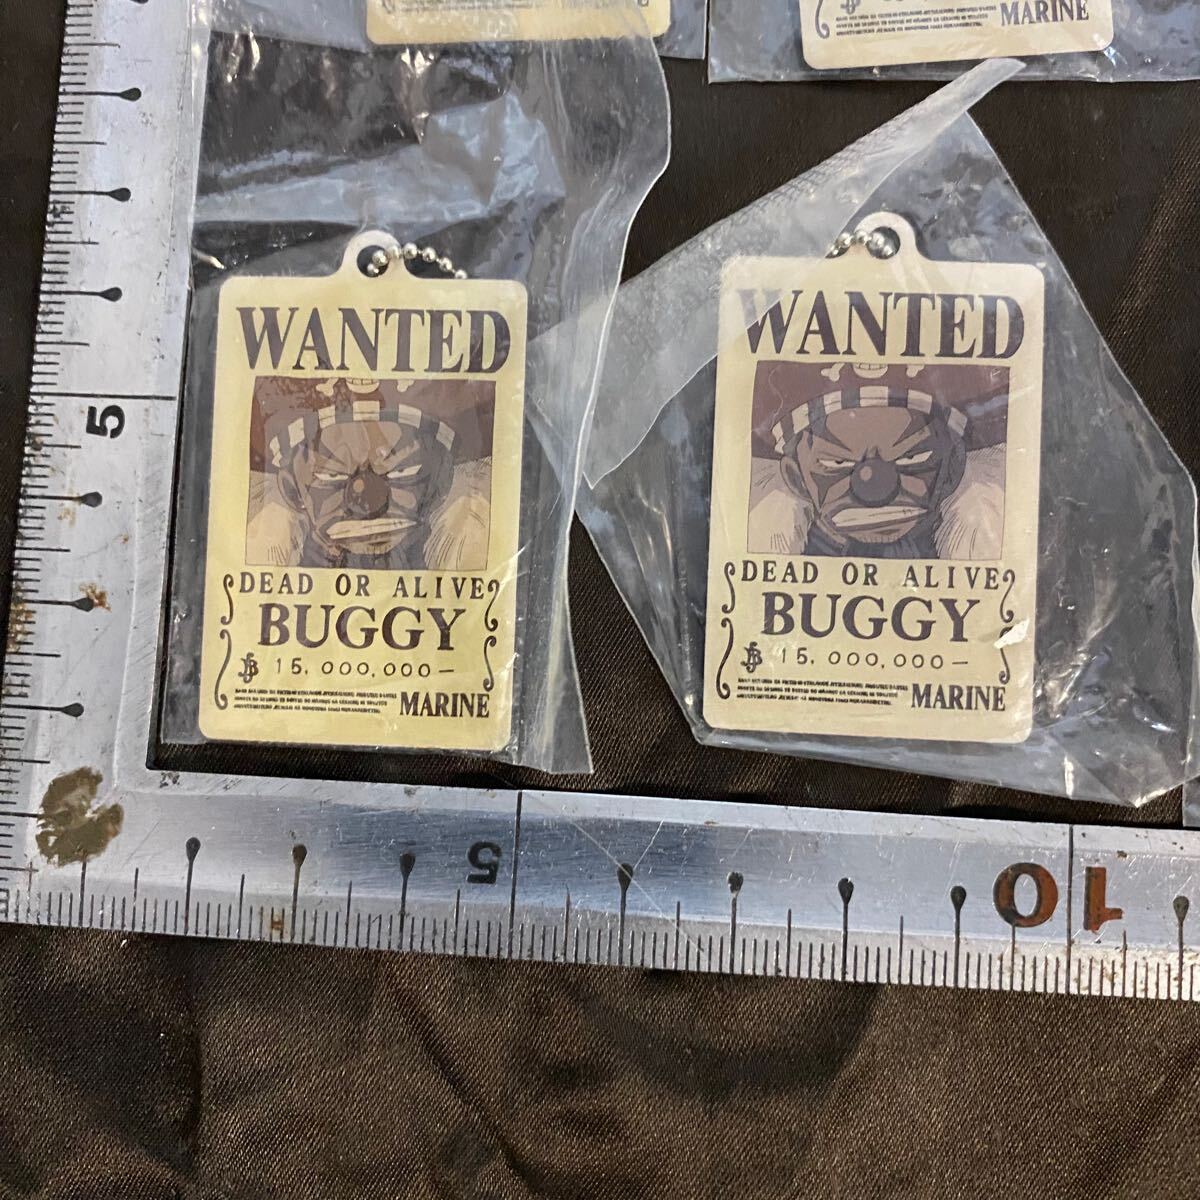 MARINE
WANTED
DEAD OR ALIVE
BUGGY
15,000,000—
MARINE
WANTED
DEAD OR ALIVE
BUGGY
15,000,000—
MARINE
5
5
10